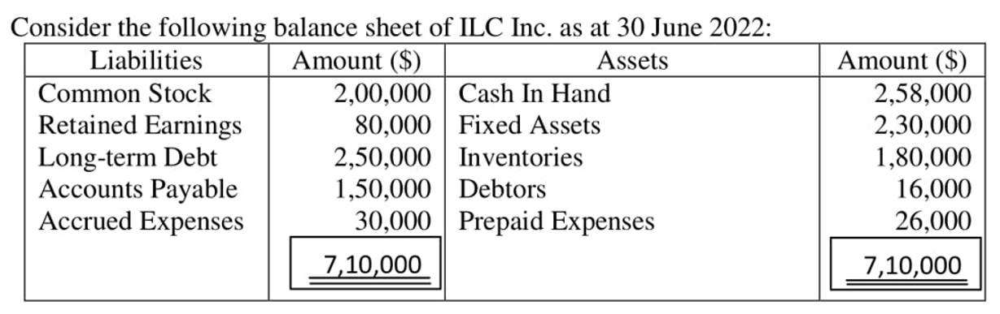 Consider the following balance sheet of ILC Inc. as at 30 June 2022:
Liabilities Amount ($) Assets Amount ($)
Common Stock 2,00,000 Cash In Hand 2,58,000
Retained Earnings 80,000 Fixed Assets 2,30,000
Long-term Debt 2,50,000 Inventories 1,80,000
Accounts Payable 1,50,000 Debtors 16,000
Accrued Expenses 30,000 Prepaid Expenses 26,000
7,10,000 7,10,000